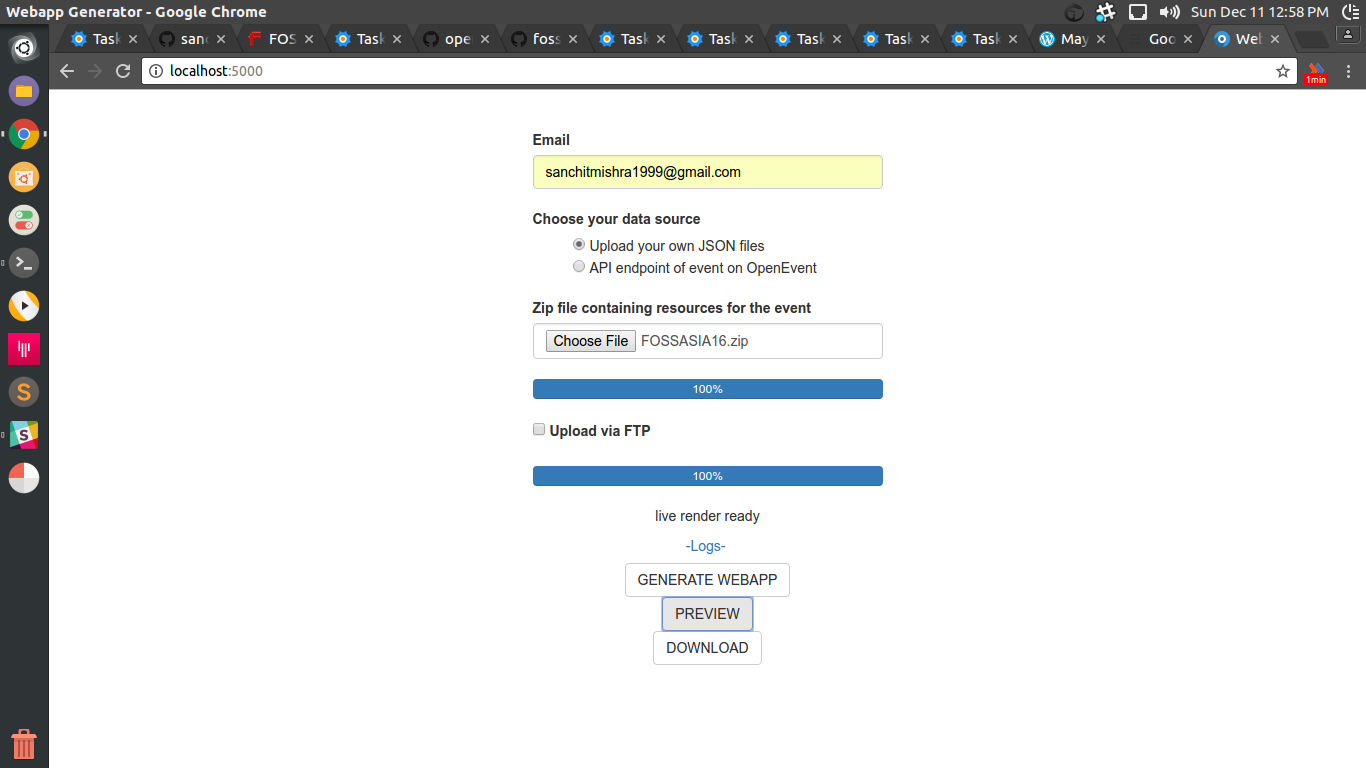 Webapp Generator - Google Chrome
Sun Dec 11 12:58 PM
Task
sanc
FOS
Task
ope
foss
Task
Task
Task
Task
Task
May
Goo
Web
localhost:5000
1min
Email
sanchitmishra1999@gmail.com
Choose your data source
Upload your own JSON files
API endpoint of event on OpenEvent
Zip file containing resources for the event
Choose File FOSSASIA16.zip
100%
Upload via FTP
100%
live render ready
-Logs-
GENERATE WEBAPP
PREVIEW
DOWNLOAD